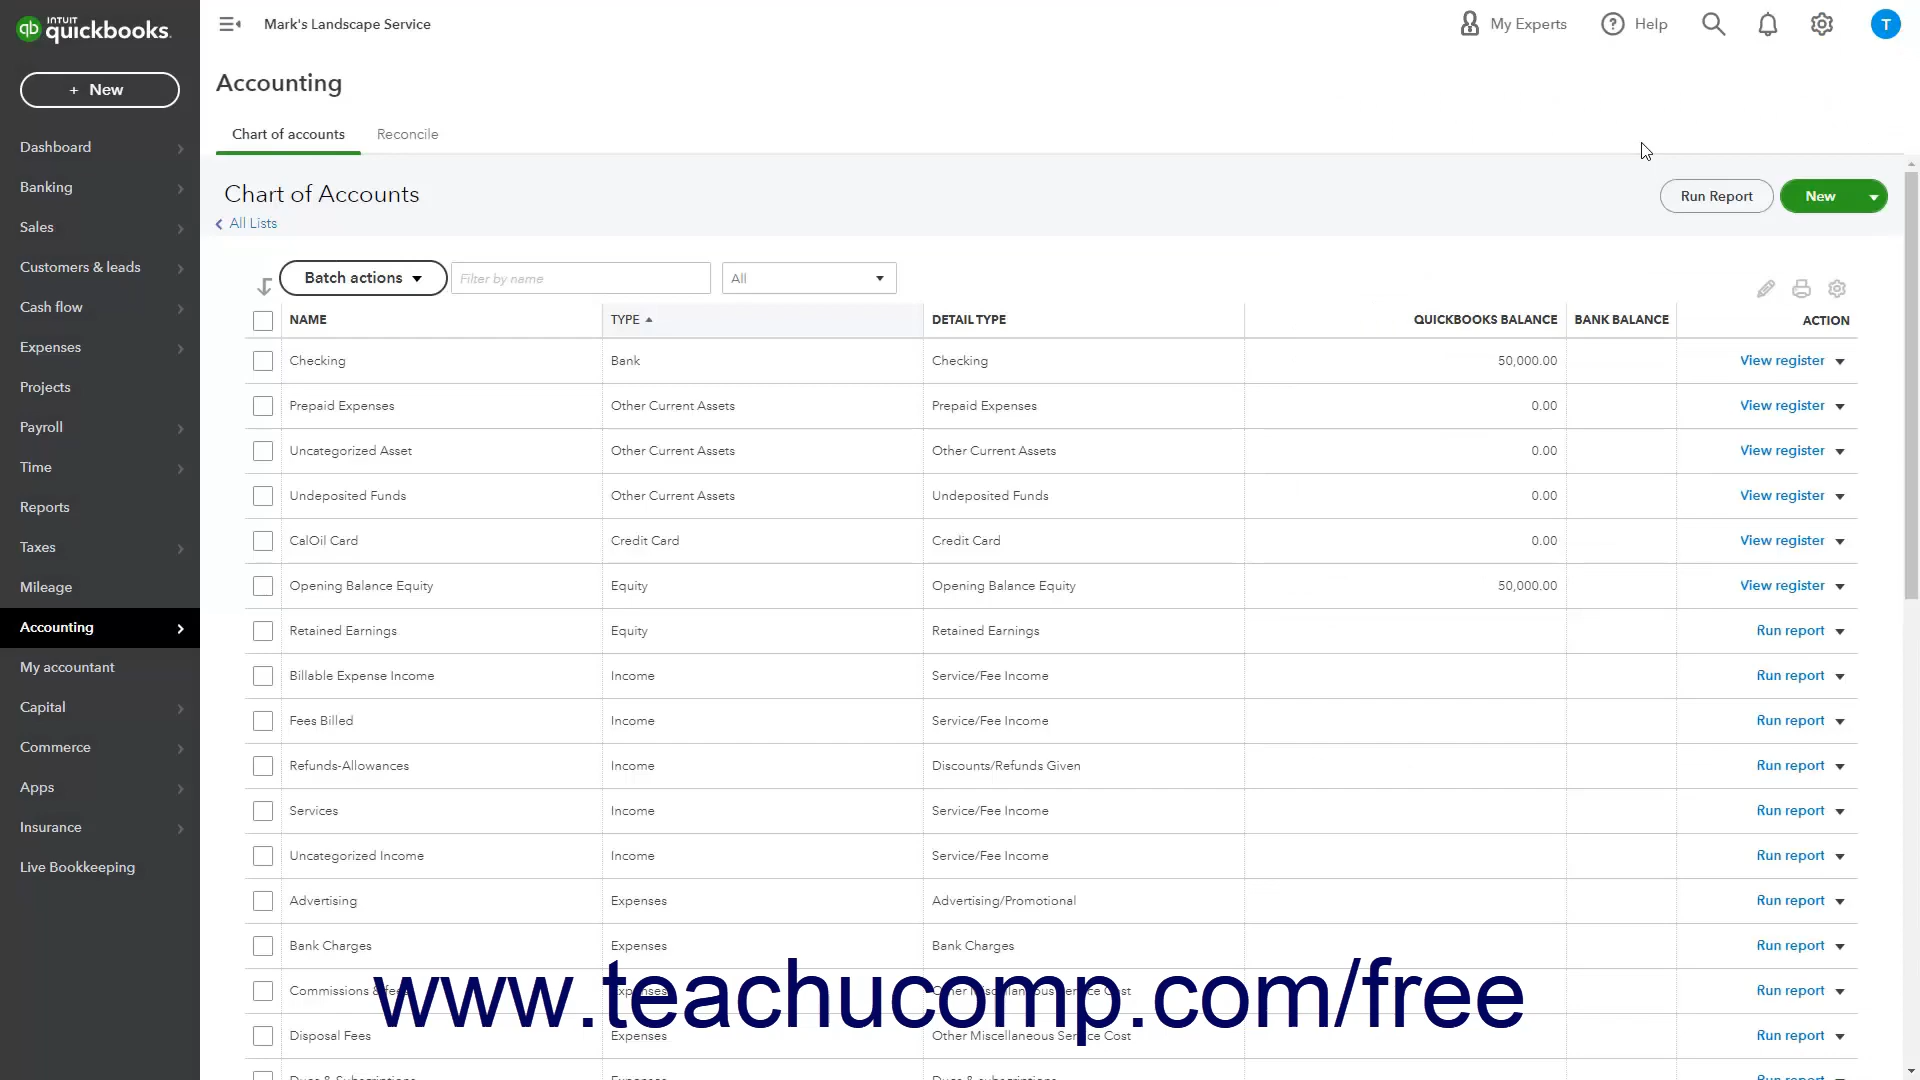 INTUIT
qb quickbooks.
Mark's Landscape Service
My Experts
? Help
T
+ New
Accounting
Chart of accounts
Reconcile
Dashboard
Banking
Sales
Customers & leads
Cash flow
Expenses
Projects
Payroll
Time
Reports
Taxes
Mileage
Accounting
My accountant
Capital
Commerce
Apps
Insurance
Live Bookkeeping
Chart of Accounts
All Lists
Run Report
New
Batch actions
Filter by name
All
NAME TYPE DETAIL TYPE QUICKBOOKS BALANCE BANK BALANCE ACTION
Checking Bank Checking 50,000.00 View register
Prepaid Expenses Other Current Assets Prepaid Expenses 0.00 View register
Uncategorized Asset Other Current Assets Other Current Assets 0.00 View register
Undeposited Funds Other Current Assets Undeposited Funds 0.00 View register
CalOil Card Credit Card Credit Card 0.00 View register
Opening Balance Equity Equity Opening Balance Equity 50,000.00 View register
Retained Earnings Equity Retained Earnings Run report
Billable Expense Income Income Service/Fee Income Run report
Fees Billed Income Service/Fee Income Run report
Refunds-Allowances Income Discounts/Refunds Given Run report
Services Income Service/Fee Income Run report
Uncategorized Income Income Service/Fee Income Run report
Advertising Expenses Advertising/Promotional Run report
Bank Charges Expenses Bank Charges Run report
Commissions & fees Expenses Other Miscellaneous Service Cost Run report
www.teachucomp.com/free
Disposal Fees Expenses Other Miscellaneous Service Cost Run report
Dues & Subscriptions Expenses Dues & subscriptions Run report